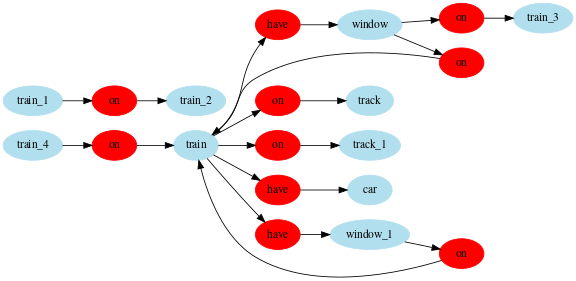 have window on train_3
on
train_1 on train_2 on track
train_4 on train on track_1
have car
have window_1
on